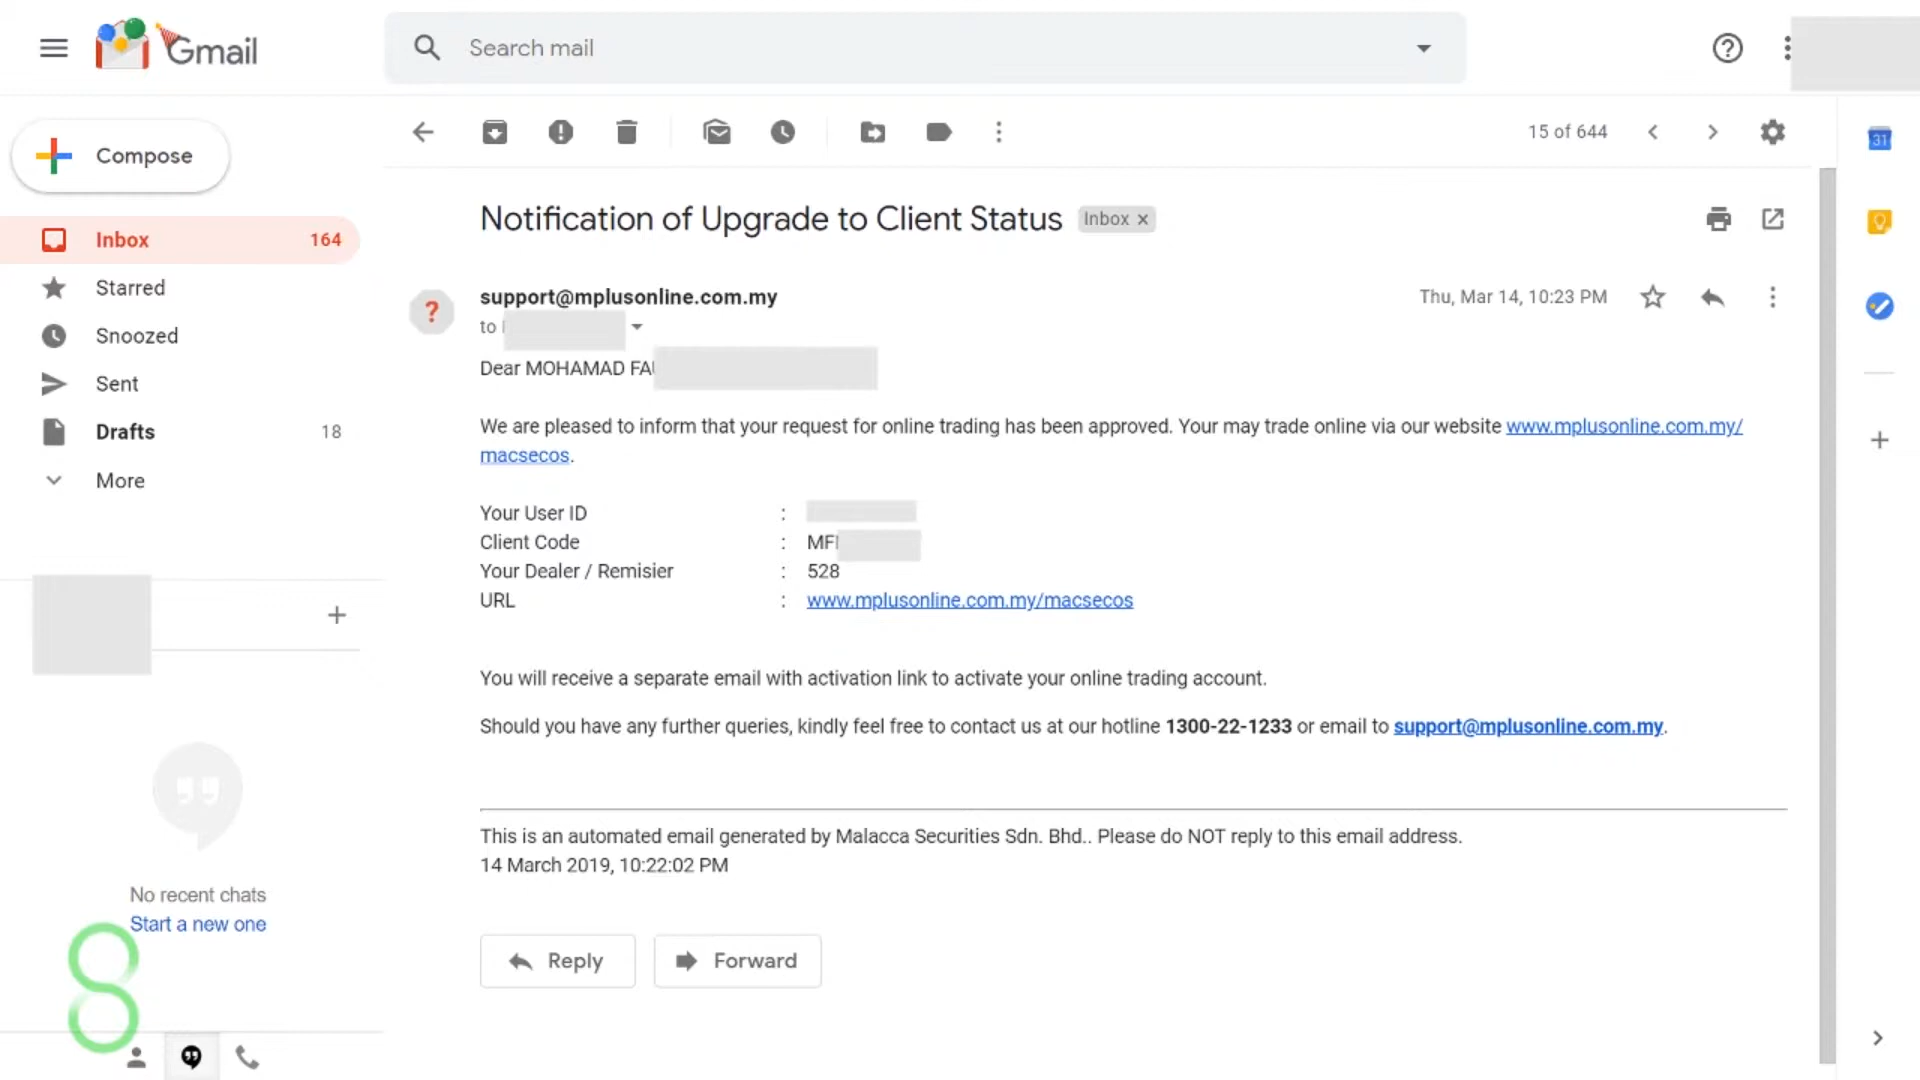 Gmail
Search mail
Compose
15 of 644
31
Inbox 164
Starred
Snoozed
Sent
Drafts 18
More
Notification of Upgrade to Client Status Inbox x
?
support@mplusonline.com.my
Thu, Mar 14, 10:23 PM
to
Dear MOHAMAD FA
We are pleased to inform that your request for online trading has been approved. Your may trade online via our website www.mplusonline.com.my/
macsecos.
Your User ID :
Client Code : MF
Your Dealer / Remisier : 528
URL : www.mplusonline.com.my/macsecos
You will receive a separate email with activation link to activate your online trading account.
Should you have any further queries, kindly feel free to contact us at our hotline 1300-22-1233 or email to support@mplusonline.com.my.
This is an automated email generated by Malacca Securities Sdn. Bhd.. Please do NOT reply to this email address.
14 March 2019, 10:22:02 PM
Reply Forward
No recent chats
Start a new one
8